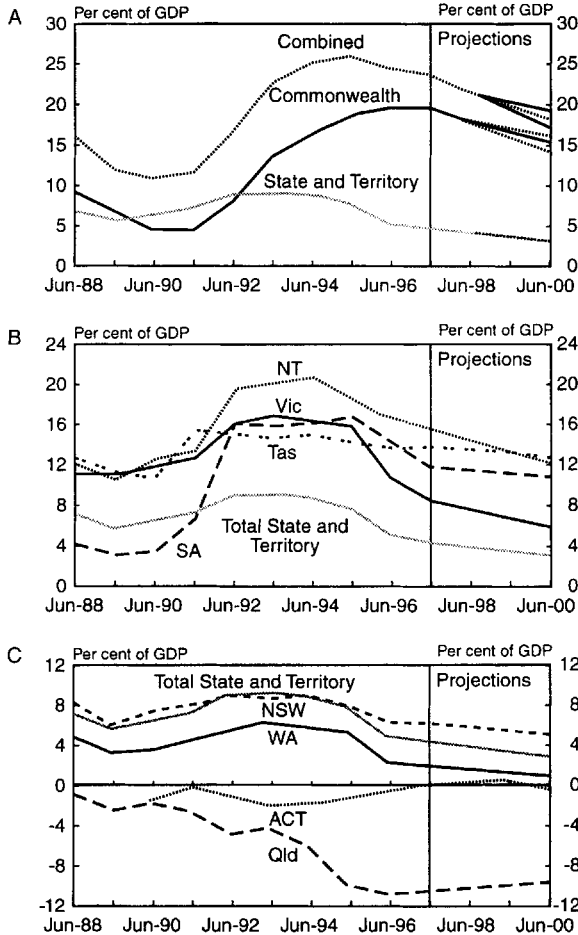 A
Per cent of GDP
Per cent of GDP
30
30
Combined
Projections
25
25
Commonwealth
20
20
15
15
10
State and Territory
10
5
5
0
0
Jun-88 Jun-90 Jun-92 Jun-94 Jun-96 Jun-98 Jun-00
B
Per cent of GDP
Per cent of GDP
24
24
NT
Projections
20
20
Vic
16
16
Tas
12
12
8
8
Total State and
Territory
4
SA
4
0
0
Jun-88 Jun-90 Jun-92 Jun-94 Jun-96 Jun-98 Jun-00
C
Per cent of GDP
Per cent of GDP
12
12
Total State and Territory
Projections
8
8
NSW
4
WA
4
0
0
ACT
-4
-4
Qld
-8
-8
-12
-12
Jun-88 Jun-90 Jun-92 Jun-94 Jun-96 Jun-98 Jun-00